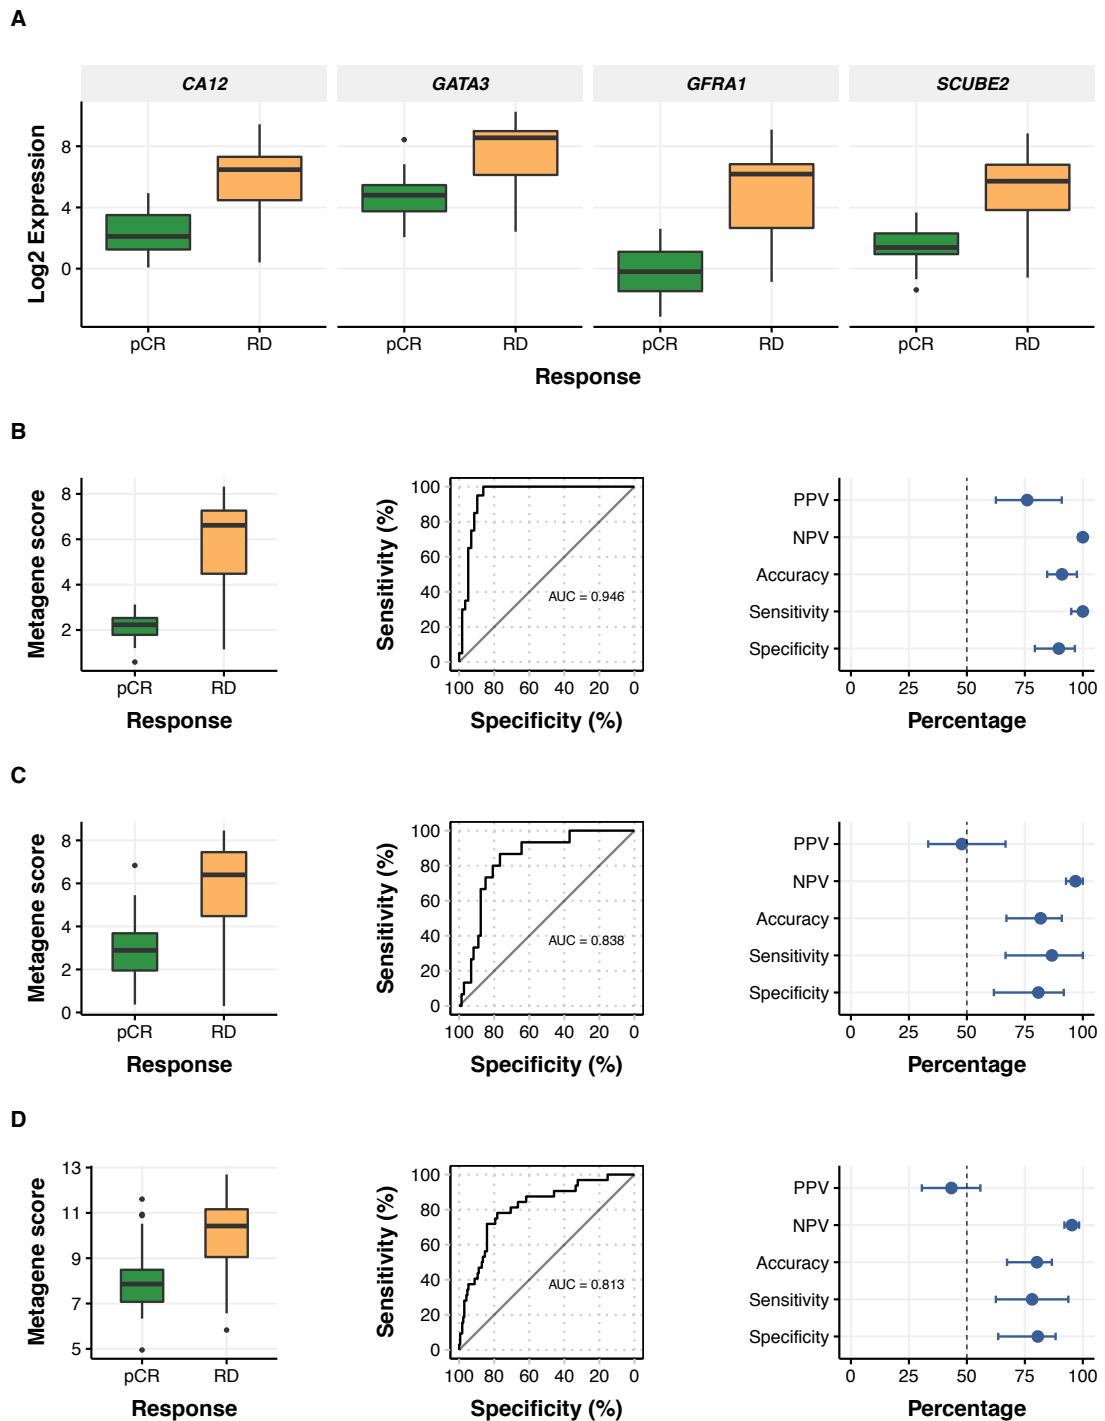 A
CA12 GATA3 GFRA1 SCUBE2
Log2 Expression
8
4
0
pCR RD pCR RD pCR RD pCR RD
Response
B
Metagene score
8
6
4
2
pCR RD
Response
Sensitivity (%)
100
80
60
40
20
0
AUC = 0.946
100 80 60 40 20 0
Specificity (%)
PPV
NPV
Accuracy
Sensitivity
Specificity
0 25 50 75 100
Percentage
C
Metagene score
8
6
4
2
0
pCR RD
Response
Sensitivity (%)
100
80
60
40
20
0
AUC = 0.838
100 80 60 40 20 0
Specificity (%)
PPV
NPV
Accuracy
Sensitivity
Specificity
0 25 50 75 100
Percentage
D
Metagene score
13
11
9
7
5
pCR RD
Response
Sensitivity (%)
100
80
60
40
20
0
AUC = 0.813
100 80 60 40 20 0
Specificity (%)
PPV
NPV
Accuracy
Sensitivity
Specificity
0 25 50 75 100
Percentage